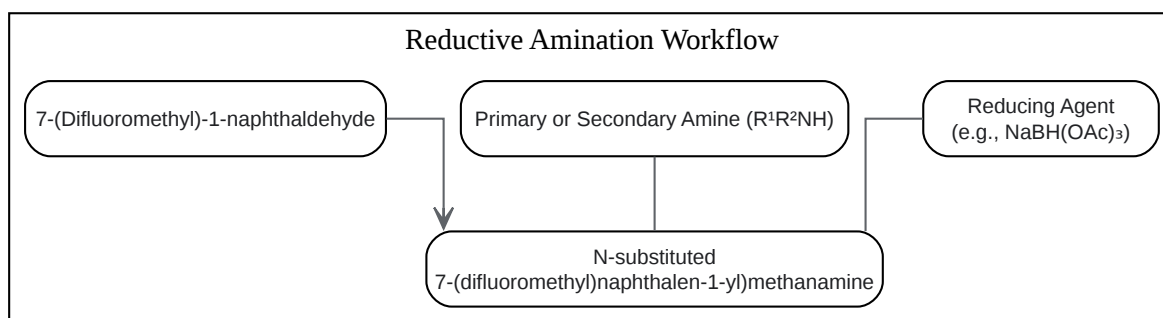 Reductive Amination Workflow
7-(Difluoromethyl)-1-naphthaldehyde
Primary or Secondary Amine (R¹R²NH)
Reducing Agent
(e.g., NaBH(OAc)₃)
N-substituted
7-(difluoromethyl)naphthalen-1-yl)methanamine